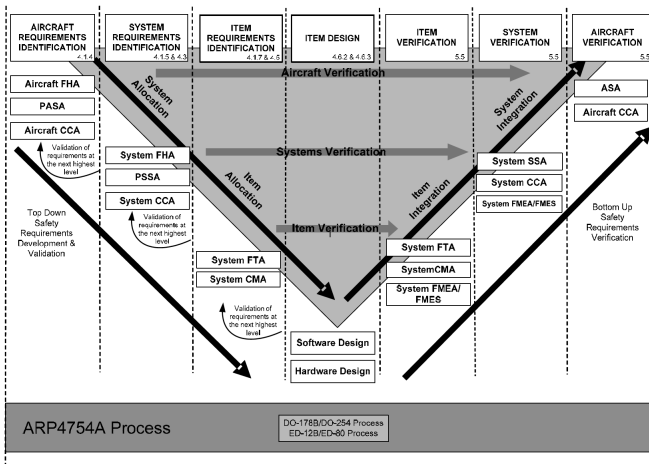 AIRCRAFT
REQUIREMENTS
IDENTIFICATION
4.1.4
SYSTEM
REQUIREMENTS
IDENTIFICATION
4.1.5 & 4.3
ITEM
REQUIREMENTS
IDENTIFICATION
4.1.7 & 4.5
ITEM DESIGN
4.6.2 & 4.6.3
ITEM
VERIFICATION
5.5
SYSTEM
VERIFICATION
5.5
AIRCRAFT
VERIFICATION
5.5
Aircraft FHA
PASA
Aircraft CCA
Validation of
requirements at
the next highest
level
Top Down
Safety
Requirements
Development &
Validation
System FHA
PSSA
System CCA
Validation of
requirements at
the next highest
level
System FTA
System CMA
Validation of
requirements at
the next highest
level
System
Allocation
Item
Allocation
Aircraft Verification
Systems Verification
Item Verification
Software Design
Hardware Design
Item
Integration
System
Integration
System FTA
SystemCMA
System FMEA/
FMES
System SSA
System CCA
System FMEA/FMES
ASA
Aircraft CCA
Bottom Up
Safety
Requirements
Verification
ARP4754A Process
DO-178B/DO-254 Process
ED-12B/ED-80 Process